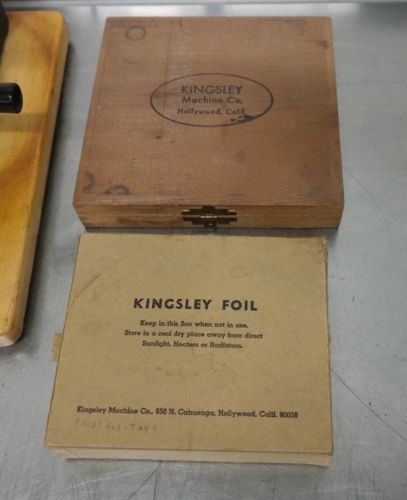 KINGSLEY
Machine Co.
Hollywood, Calif.
KINGSLEY FOIL
Keep in this Box when not in use.
Store in a cool dry place away from direct
Sunlight, Heaters or Radiators.
Kingsley Machine Co., 850 N. Cahuenga, Hollywood, Calif. 90038